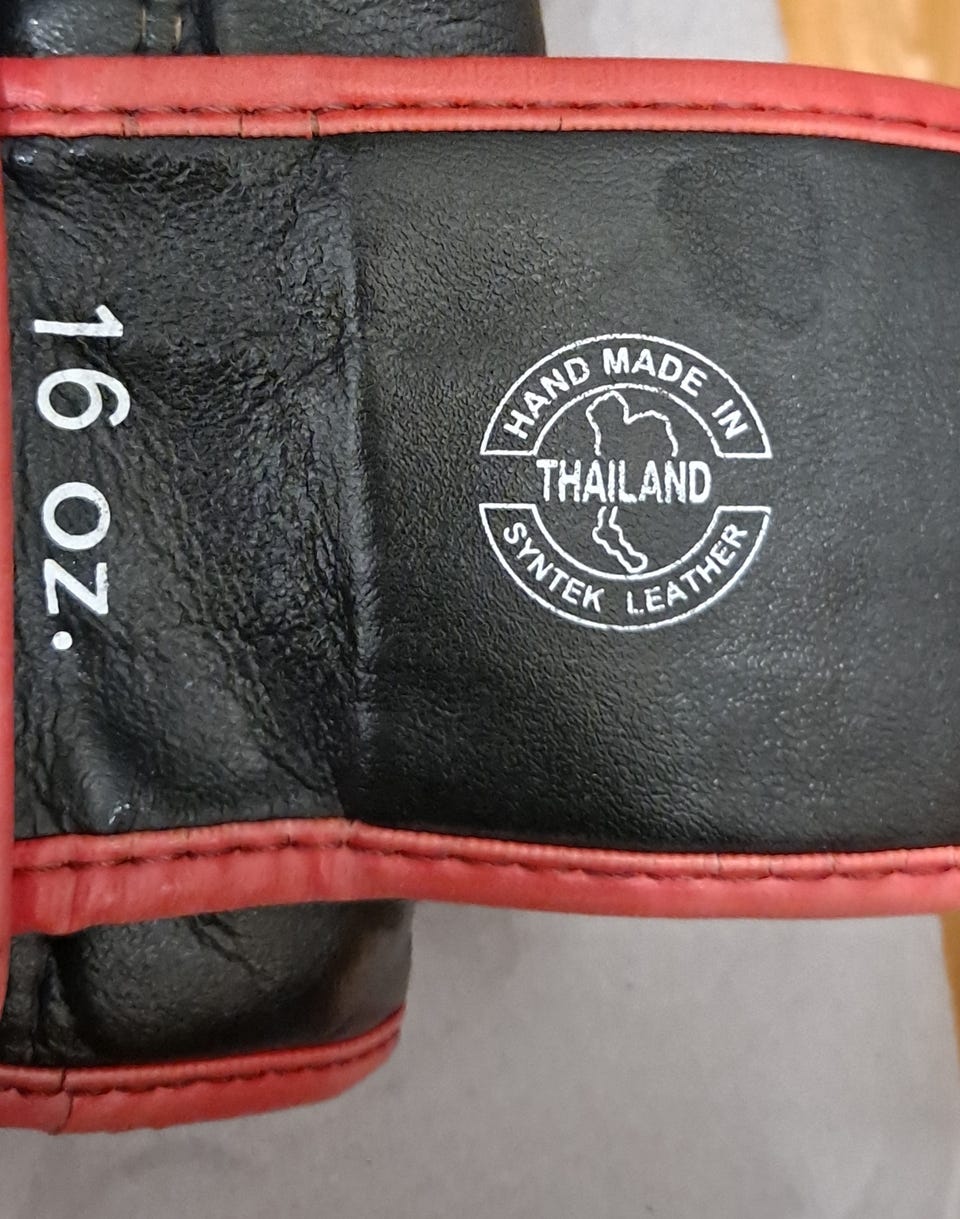 16 OZ.
HAND MADE IN
THAILAND
SYNTEK LEATHER